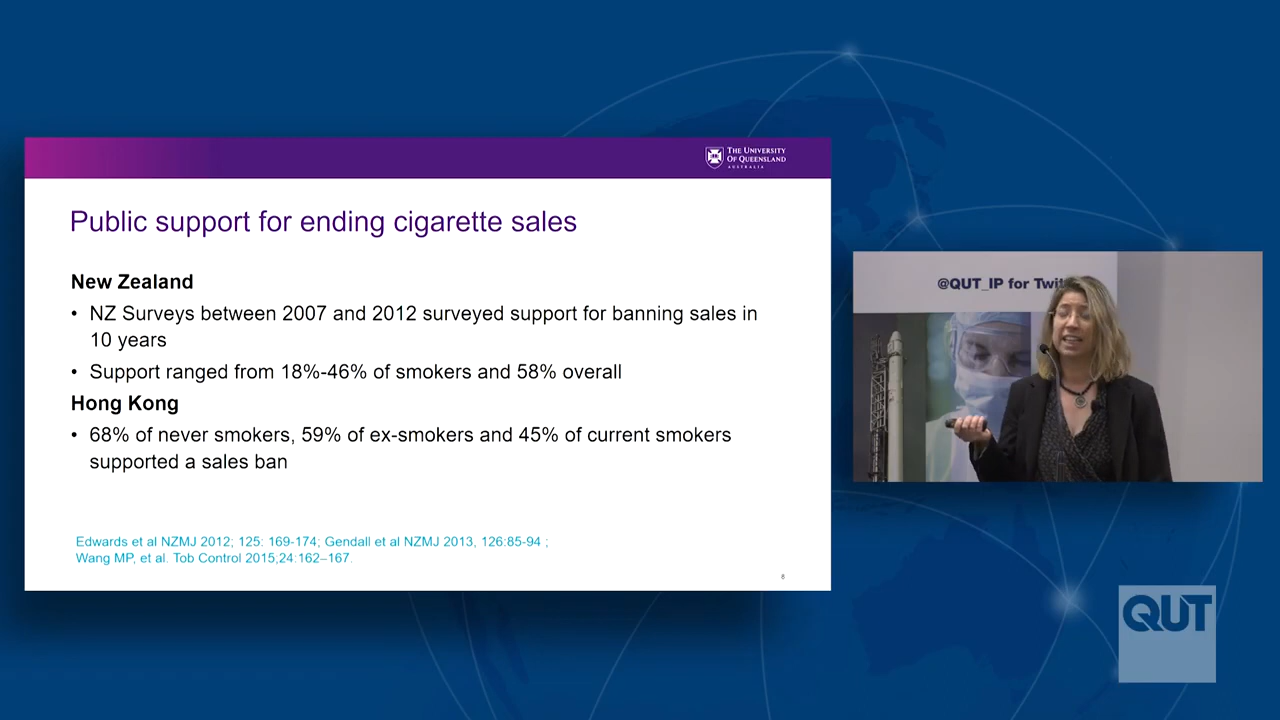 THE UNIVERSITY
OF QUEENSLAND
AUSTRALIA
Public support for ending cigarette sales
New Zealand
• NZ Surveys between 2007 and 2012 surveyed support for banning sales in
10 years
• Support ranged from 18%-46% of smokers and 58% overall
Hong Kong
• 68% of never smokers, 59% of ex-smokers and 45% of current smokers
supported a sales ban
Edwards et al NZMJ 2012; 125: 169-174; Gendall et al NZMJ 2013, 126:85-94 ;
Wang MP, et al. Tob Control 2015;24:162–167.
8
@QUT_IP for Twit
QUT